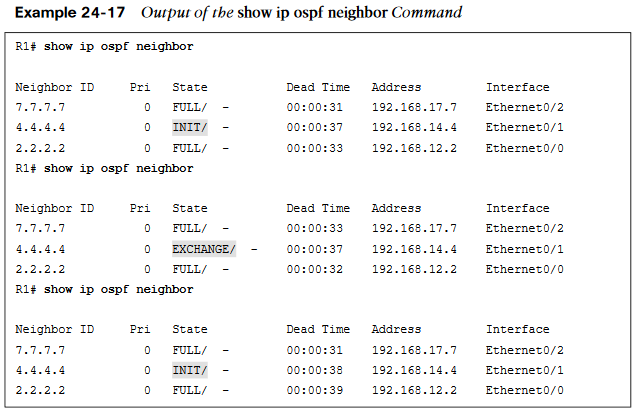 Example 24-17 Output of the show ip ospf neighbor Command
R1# show ip ospf neighbor
Neighbor ID Pri State Dead Time Address Interface
7.7.7.7 0 FULL/ - 00:00:31 192.168.17.7 Ethernet0/2
4.4.4.4 0 INIT/ - 00:00:37 192.168.14.4 Ethernet0/1
2.2.2.2 0 FULL/ - 00:00:33 192.168.12.2 Ethernet0/0
R1# show ip ospf neighbor
Neighbor ID Pri State Dead Time Address Interface
7.7.7.7 0 FULL/ - 00:00:33 192.168.17.7 Ethernet0/2
4.4.4.4 0 EXCHANGE/ - 00:00:37 192.168.14.4 Ethernet0/1
2.2.2.2 0 FULL/ - 00:00:32 192.168.12.2 Ethernet0/0
R1# show ip ospf neighbor
Neighbor ID Pri State Dead Time Address Interface
7.7.7.7 0 FULL/ - 00:00:31 192.168.17.7 Ethernet0/2
4.4.4.4 0 INIT/ - 00:00:38 192.168.14.4 Ethernet0/1
2.2.2.2 0 FULL/ - 00:00:39 192.168.12.2 Ethernet0/0